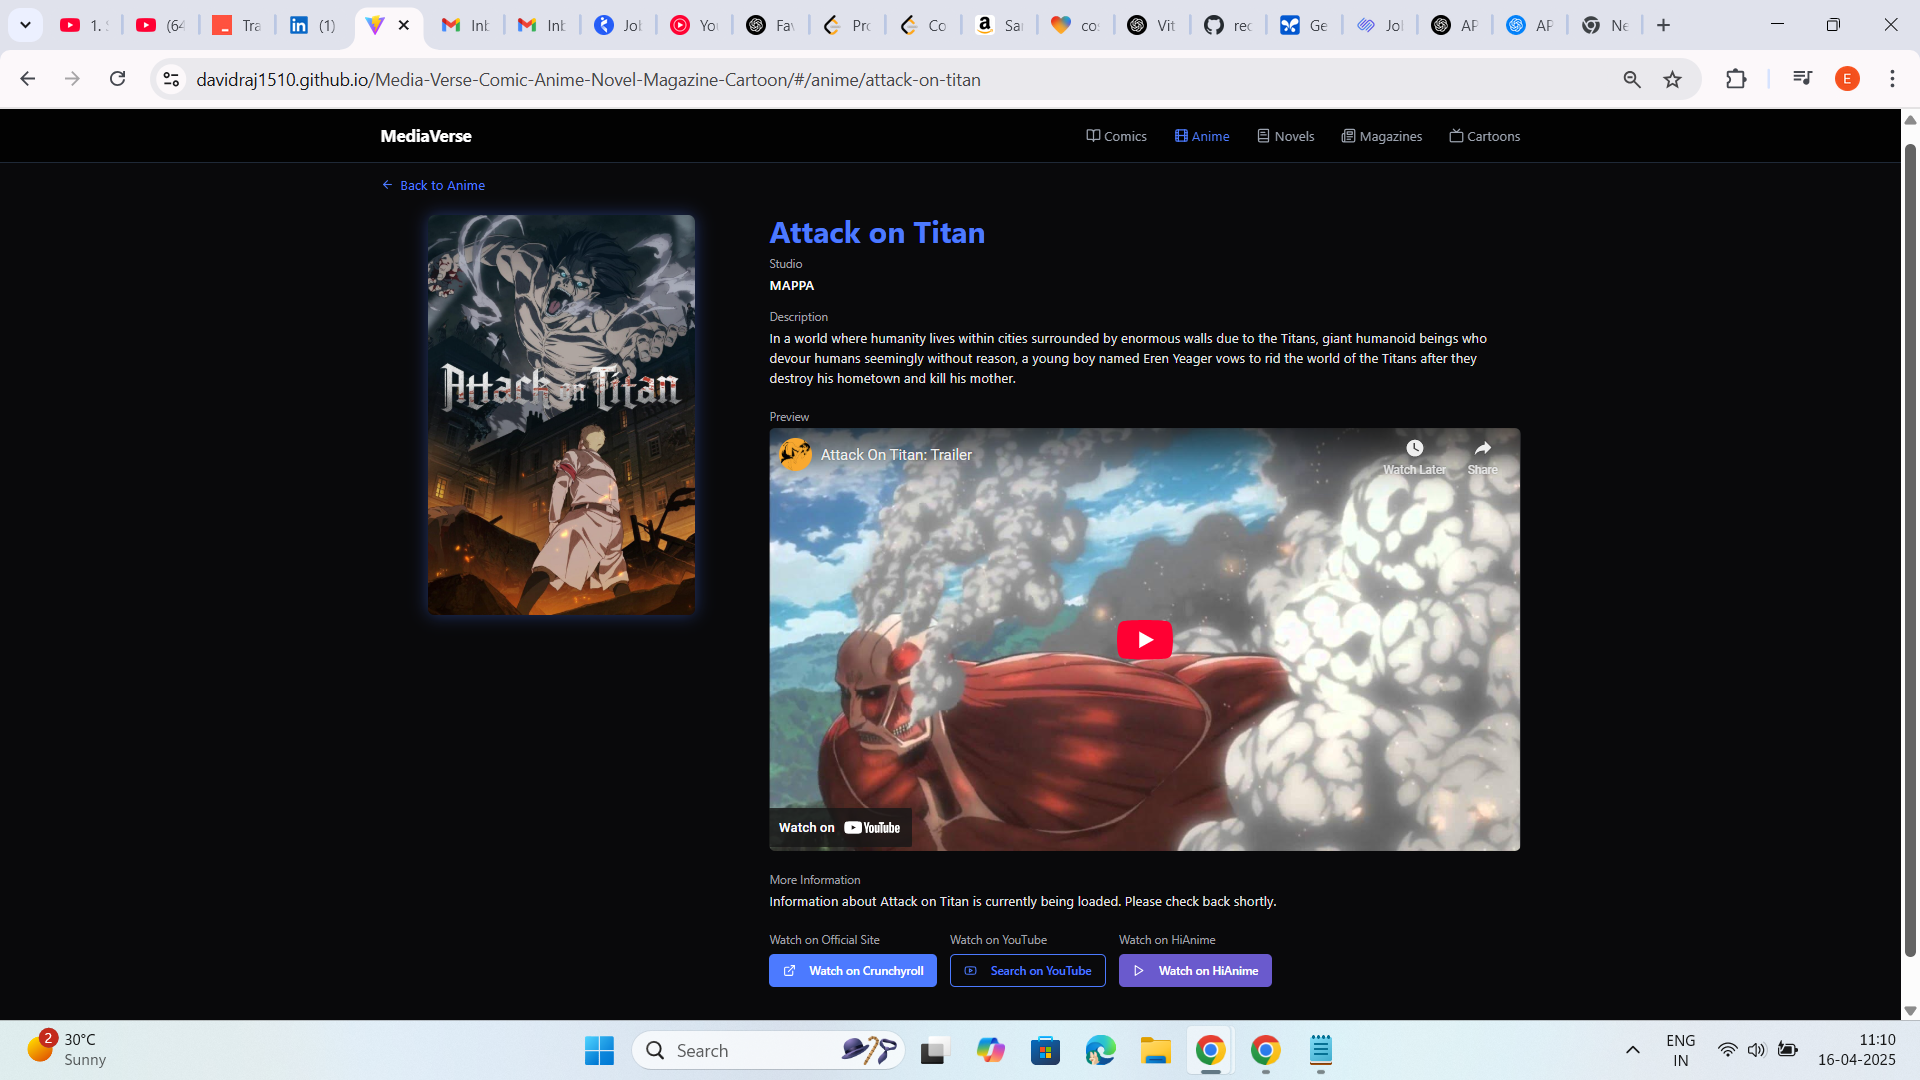 1. S
(64
Tra
(1)
Inb
Inb
Job
You
Fav
Pro
Co
Sar
cos
Vit
rec
Ge
Jol
AP
AP
Ne
davidraj1510.github.io/Media-Verse-Comic-Anime-Novel-Magazine-Cartoon/#/anime/attack-on-titan
E
MediaVerse
Comics
Anime
Novels
Magazines
Cartoons
Back to Anime
Attack on Titan
Attack on Titan
Studio
MAPPA
Description
In a world where humanity lives within cities surrounded by enormous walls due to the Titans, giant humanoid beings who
devour humans seemingly without reason, a young boy named Eren Yeager vows to rid the world of the Titans after they
destroy his hometown and kill his mother.
Preview
Attack On Titan: Trailer
Watch Later
Share
Watch on YouTube
More Information
Information about Attack on Titan is currently being loaded. Please check back shortly.
Watch on Official Site
Watch on YouTube
Watch on HiAnime
Watch on Crunchyroll
Search on YouTube
Watch on HiAnime
2
30°C
Sunny
Search
ENG
IN
11:10
16-04-2025